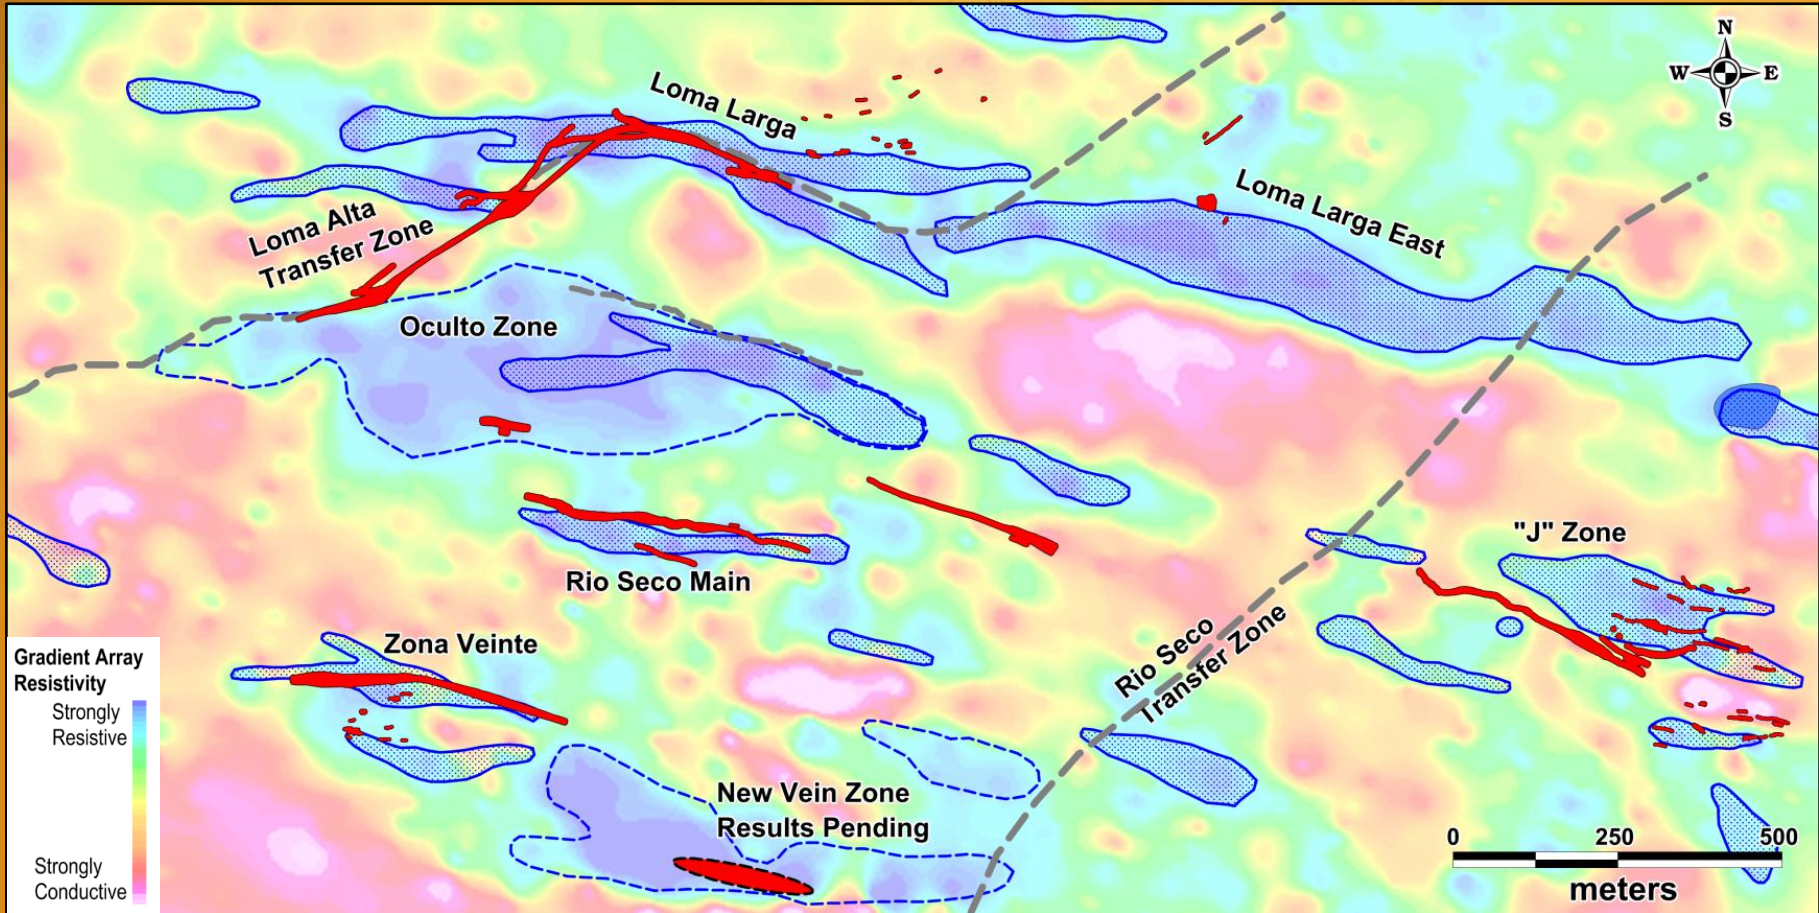 N
W E
S
Loma Larga
Loma Larga East
Loma Alta
Transfer Zone
Oculto Zone
"J" Zone
Rio Seco Main
Rio Seco
Transfer Zone
Zona Veinte
New Vein Zone
Results Pending
Gradient Array
Resistivity
Strongly
Resistive
Strongly
Conductive
0 250 500
meters